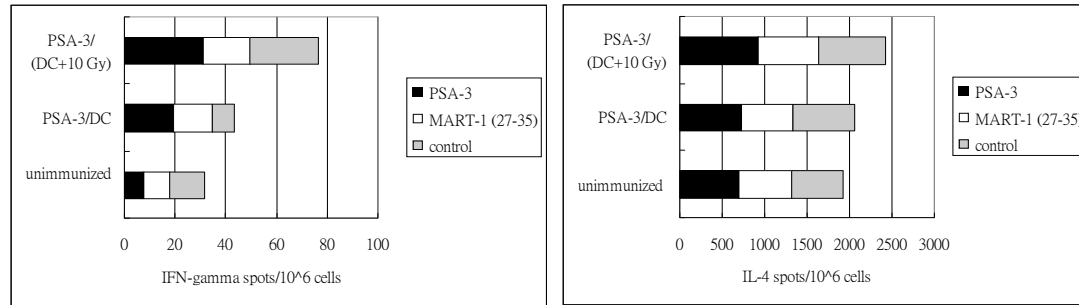 PSA-3/
(DC+10 Gy)
PSA-3/DC
unimmunized
0 20 40 60 80 100
IFN-gamma spots/10^6 cells
PSA-3
MART-1 (27-35)
control
PSA-3/
(DC+10 Gy)
PSA-3/DC
unimmunized
0 500 1000 1500 2000 2500 3000
IL-4 spots/10^6 cells
PSA-3
MART-1 (27-35)
control